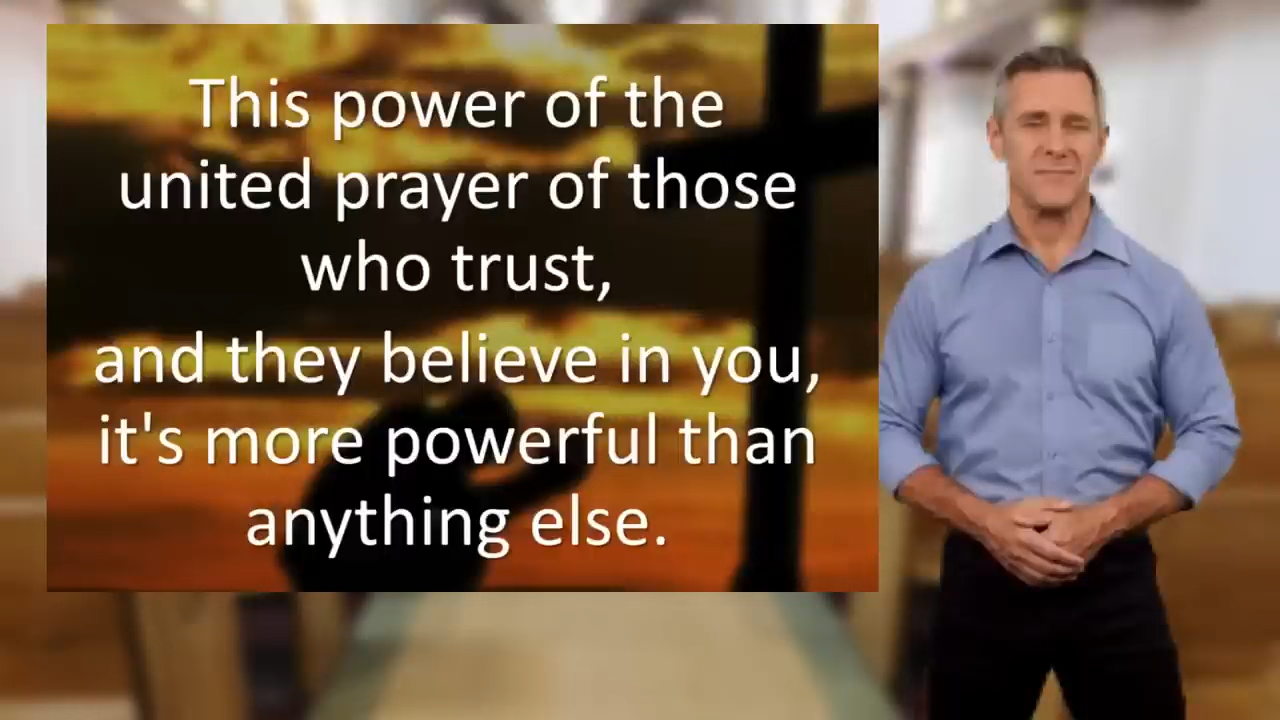 This power of the
united prayer of those
who trust,
and they believe in you,
it's more powerful than
anything else.